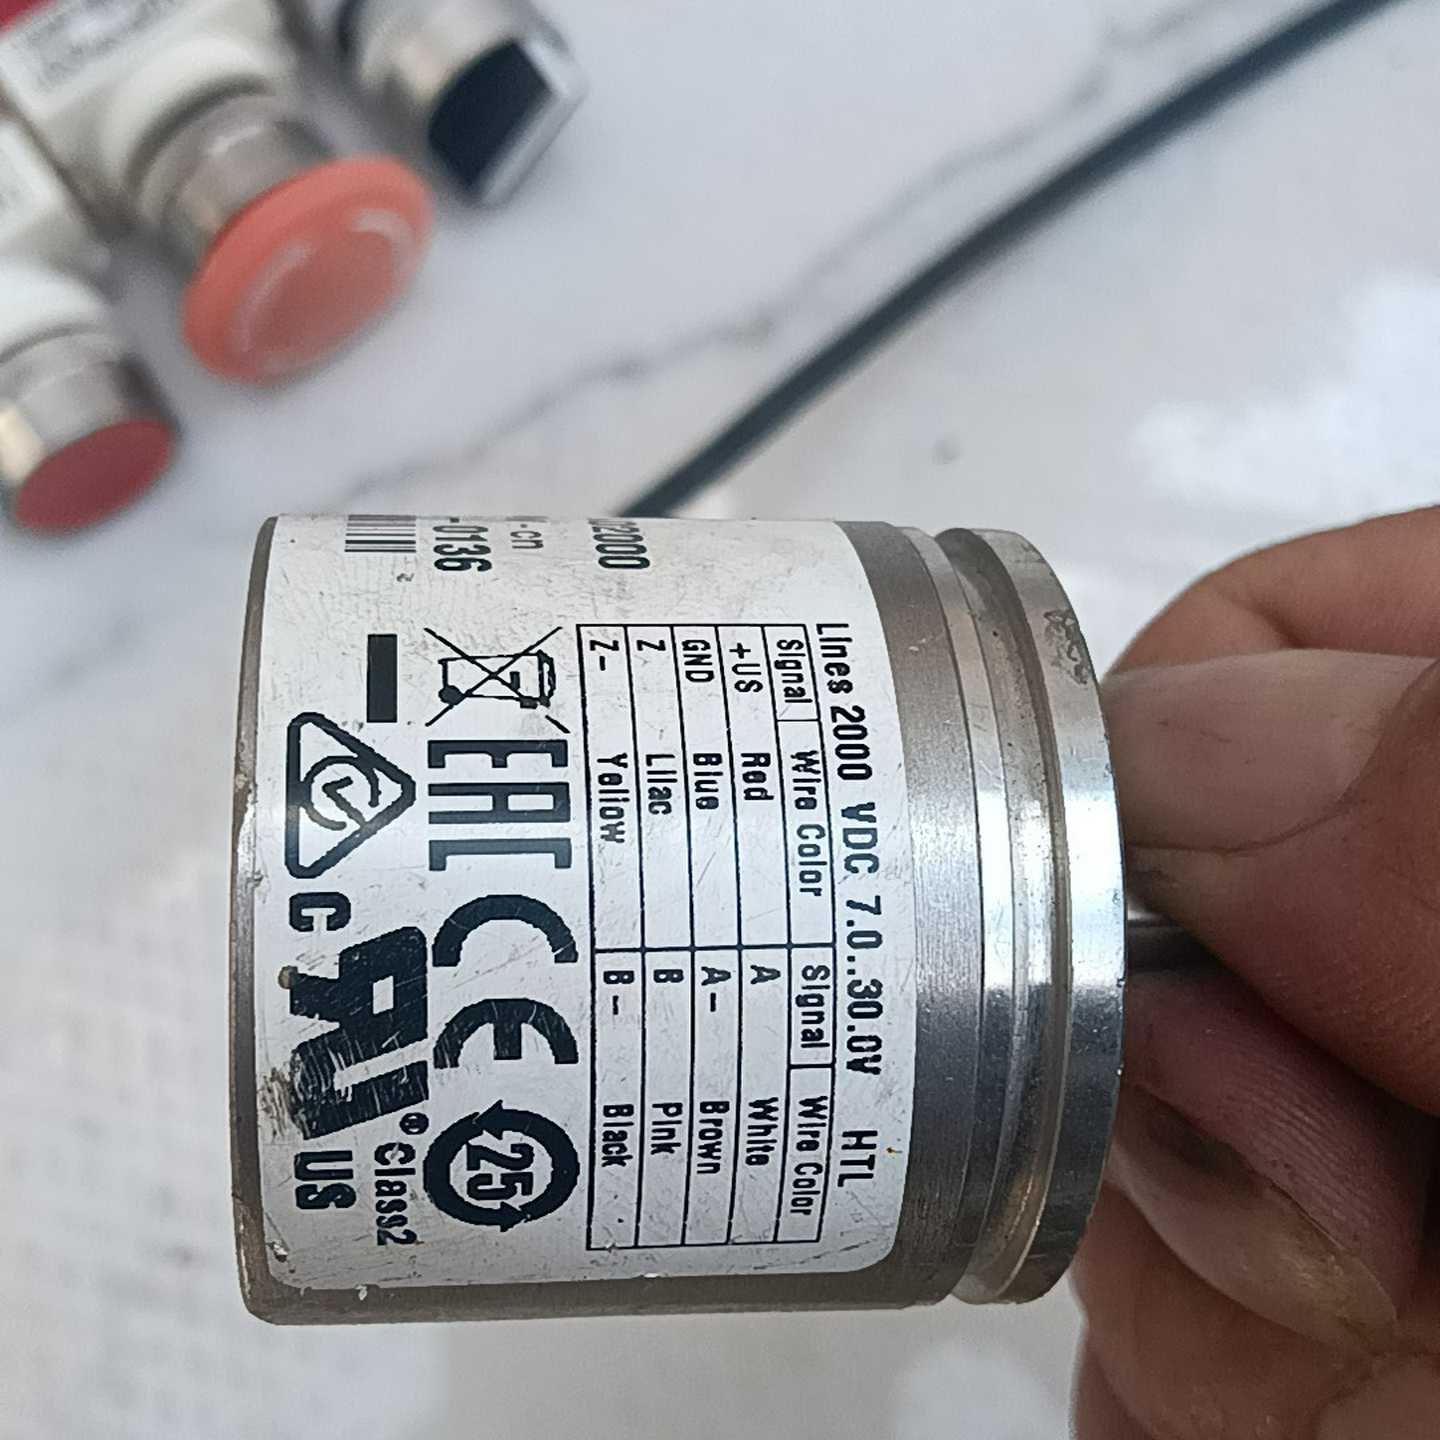 Lines 2000 VDC 7.0..30.0V HTL
Signal Wire Color Signal Wire Color
+US Red A White
GND Blue A- Brown
Z Lilac B Pink
Z- Yellow B- Black
2000
-cn
-0136
EAC CE 25
C US
® Class2